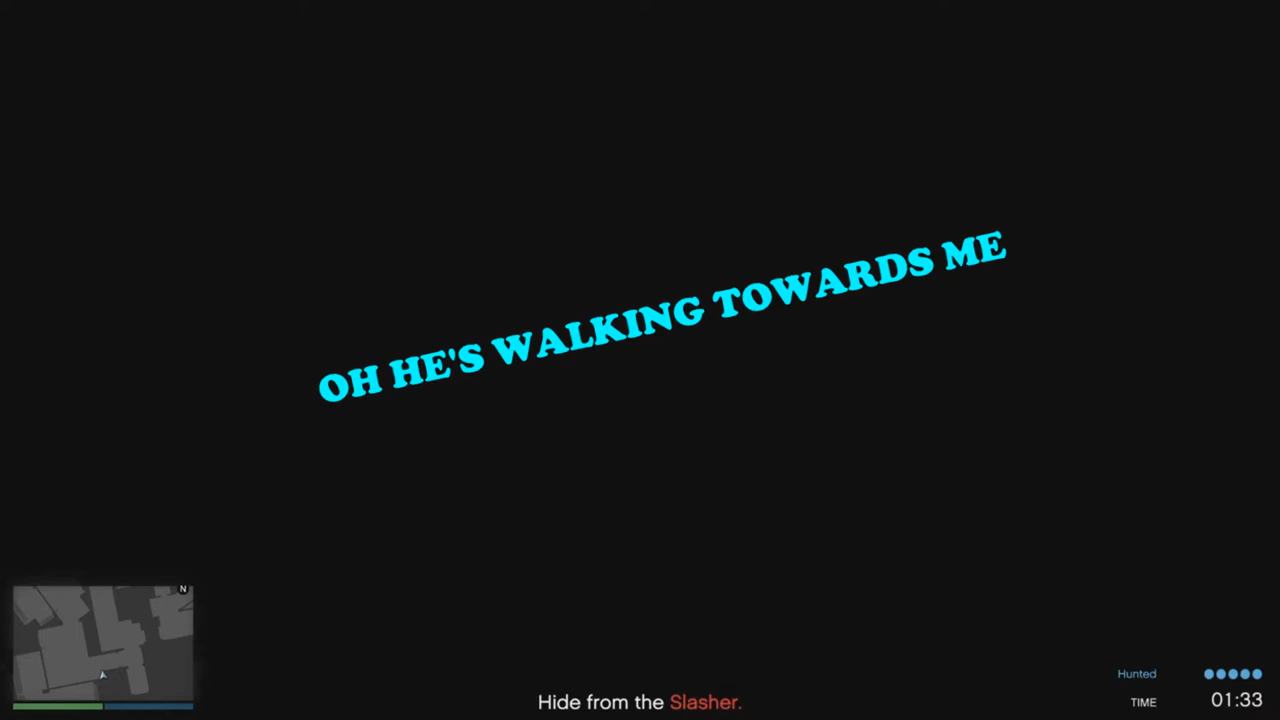 OH HE'S WALKING TOWARDS ME
N
Hunted
Hide from the Slasher.
TIME 01:33